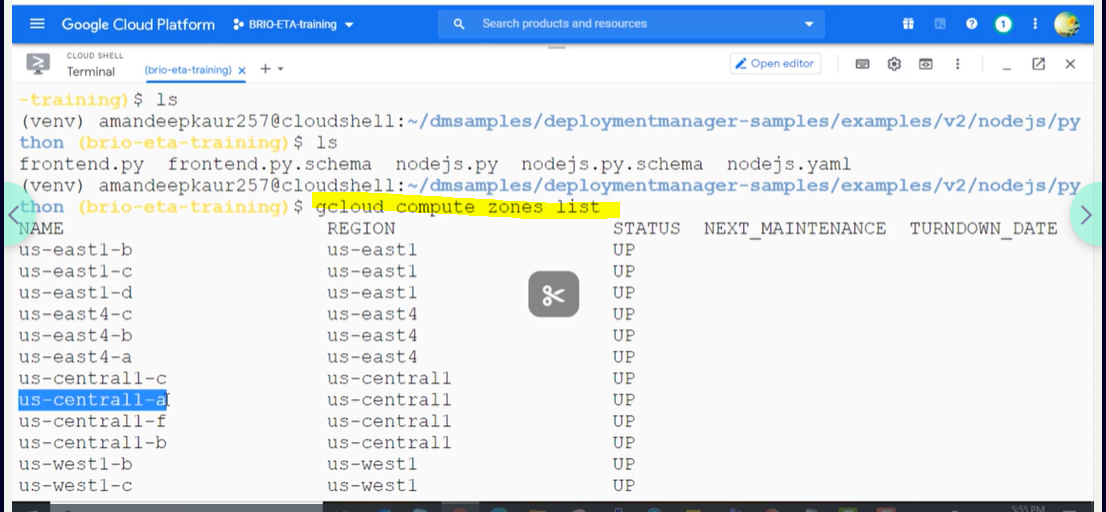 Google Cloud Platform BRIO-ETA-training Search products and resources 1
CLOUD SHELL
Terminal (brio-eta-training) x + Open editor
-training)$ ls
(venv) amandeepkaur257@cloudshell:~/dmsamples/deploymentmanager-samples/examples/v2/nodejs/py
thon (brio-eta-training)$ ls
frontend.py frontend.py.schema nodejs.py nodejs.py.schema nodejs.yaml
(venv) amandeepkaur257@cloudshell:~/dmsamples/deploymentmanager-samples/examples/v2/nodejs/py
thon (brio-eta-training)$ gcloud compute zones list
NAME REGION STATUS NEXT_MAINTENANCE TURNDOWN_DATE
us-east1-b us-east1 UP
us-east1-c us-east1 UP
us-east1-d us-east1 UP
us-east4-c us-east4 UP
us-east4-b us-east4 UP
us-east4-a us-east4 UP
us-central1-c us-central1 UP
us-central1-a us-central1 UP
us-central1-f us-central1 UP
us-central1-b us-central1 UP
us-west1-b us-west1 UP
us-west1-c us-west1 UP
5:55 PM